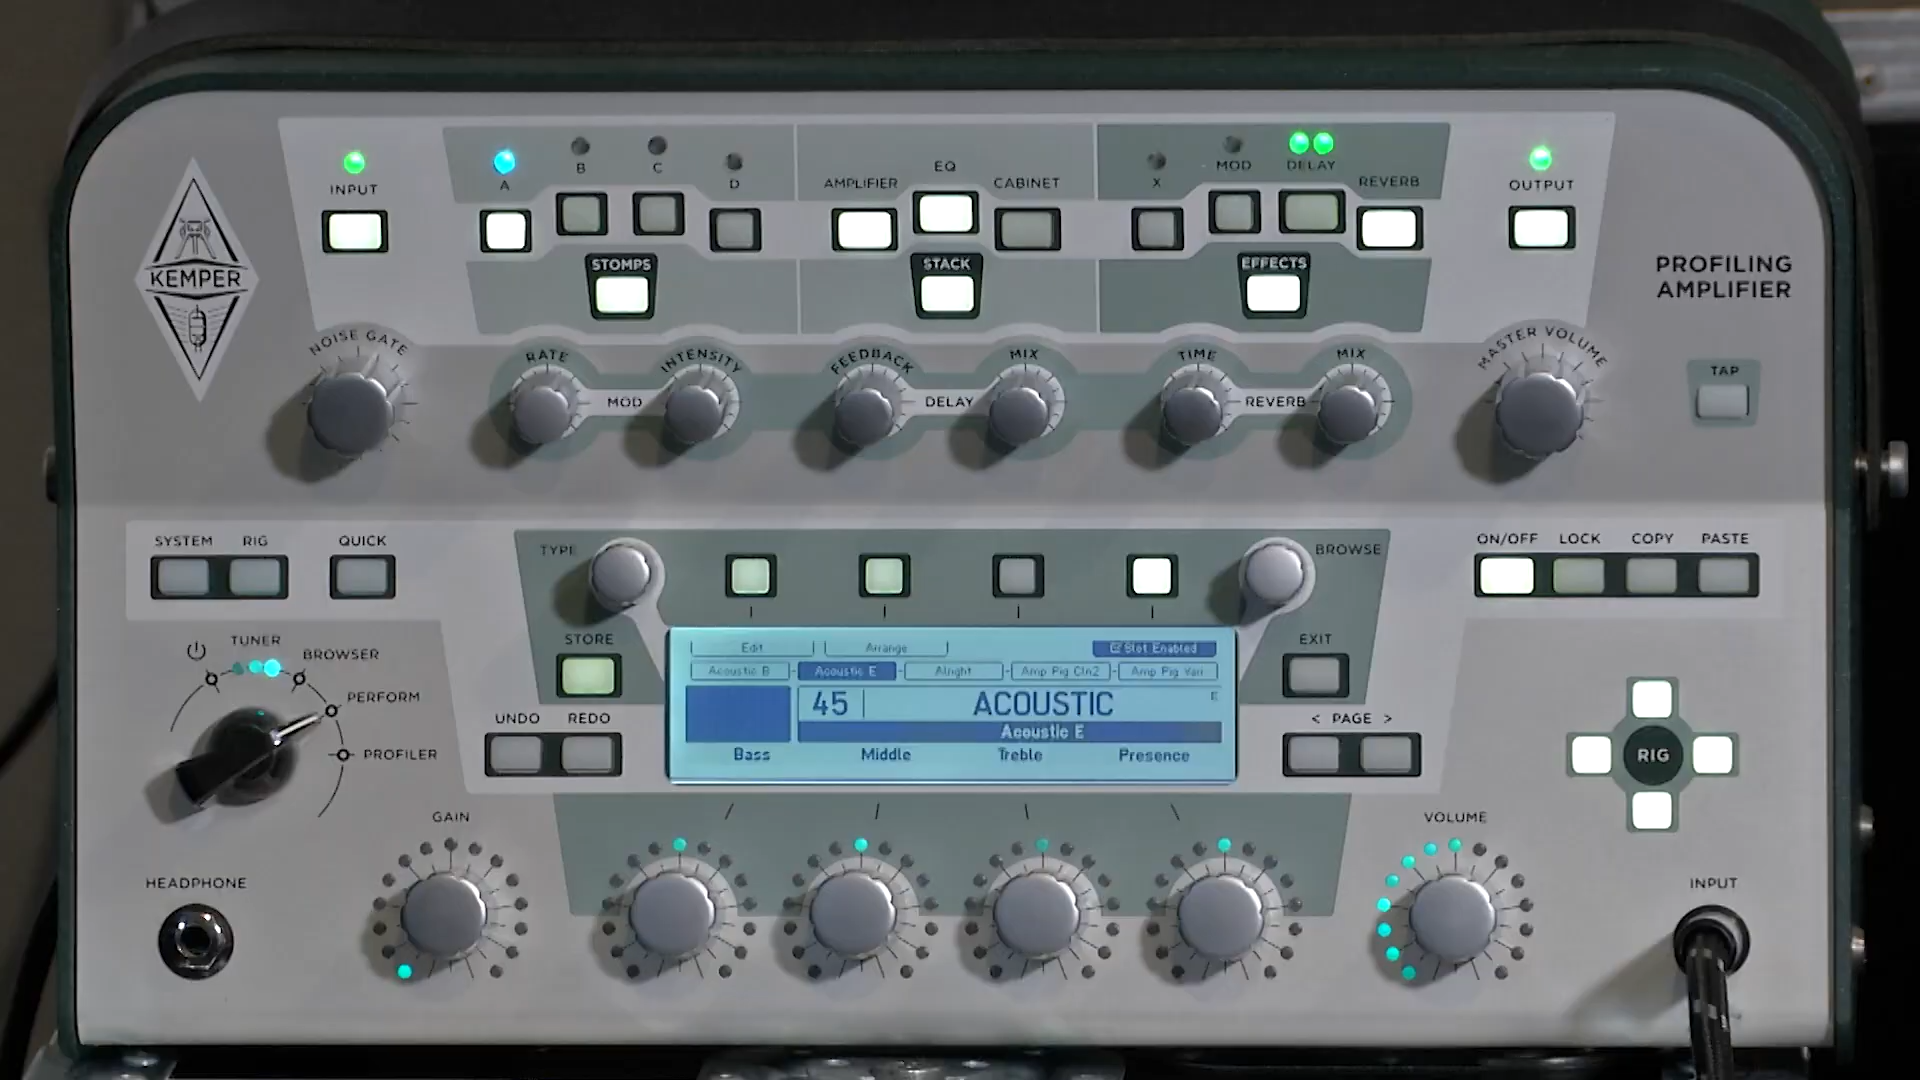 INPUT
A
B
C
D
AMPLIFIER
EQ
CABINET
X
MOD
DELAY
REVERB
OUTPUT
KEMPER
STOMPS
STACK
EFFECTS
PROFILING
AMPLIFIER
NOISE GATE
RATE
MOD
INTENSITY
FEEDBACK
DELAY
MIX
TIME
REVERB
MIX
MASTER VOLUME
TAP
SYSTEM
RIG
QUICK
TYPE
BROWSE
ON/OFF
LOCK
COPY
PASTE
TUNER
BROWSER
PERFORM
PROFILER
STORE
EXIT
UNDO
REDO
< PAGE >
Edit
Arrange
Slot Enabled
Acoustic B
Acoustic E
Alright
Amp Pig Cln2
Amp Pig Vari
45
ACOUSTIC
E
Acoustic E
Bass
Middle
Treble
Presence
RIG
GAIN
VOLUME
HEADPHONE
INPUT